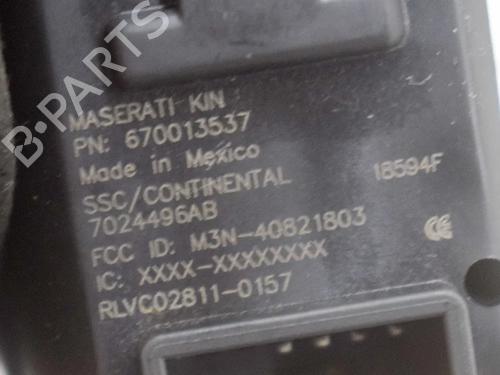 B-PARTS
MASERATI KIN
PN: 670013537
Made in Mexico
SSC/CONTINENTAL 18594F
7024496AB
FCC ID: M3N-40821803
IC: XXXX-XXXXXXXX
RLVC02811-0157
CE